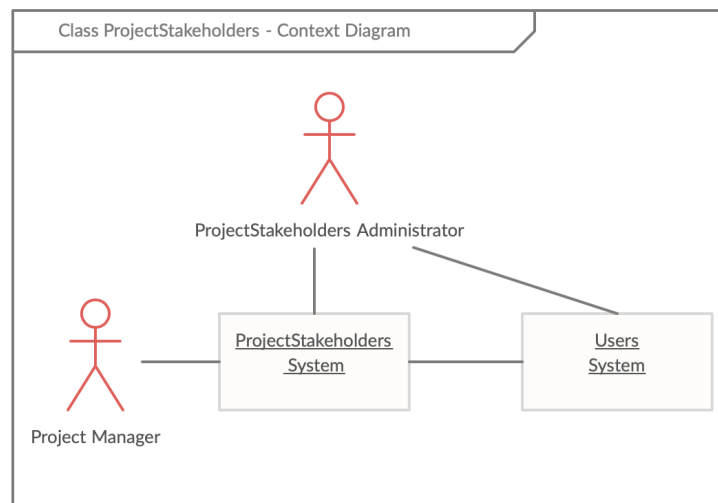 Class ProjectStakeholders - Context Diagram
ProjectStakeholders Administrator
ProjectStakeholders
System
Users
System
Project Manager